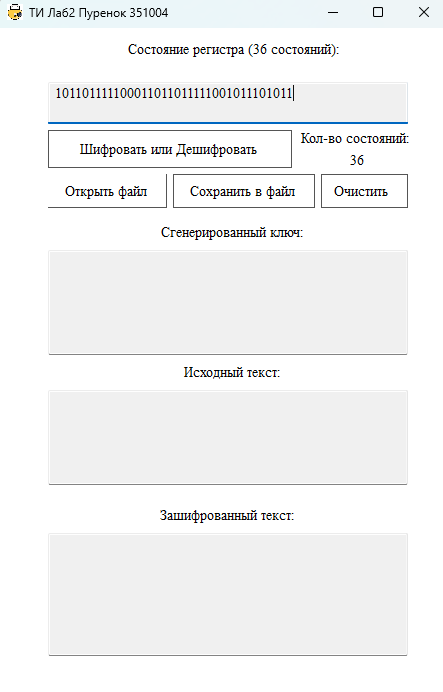 ТИ Лаб2 Пуренок 351004
Состояние регистра (36 состояний):
101101111100011011011111001011101011
Шифровать или Дешифровать
Кол-во состояний:
36
Открыть файл
Сохранить в файл
Очистить
Сгенерированный ключ:
Исходный текст:
Зашифрованный текст: